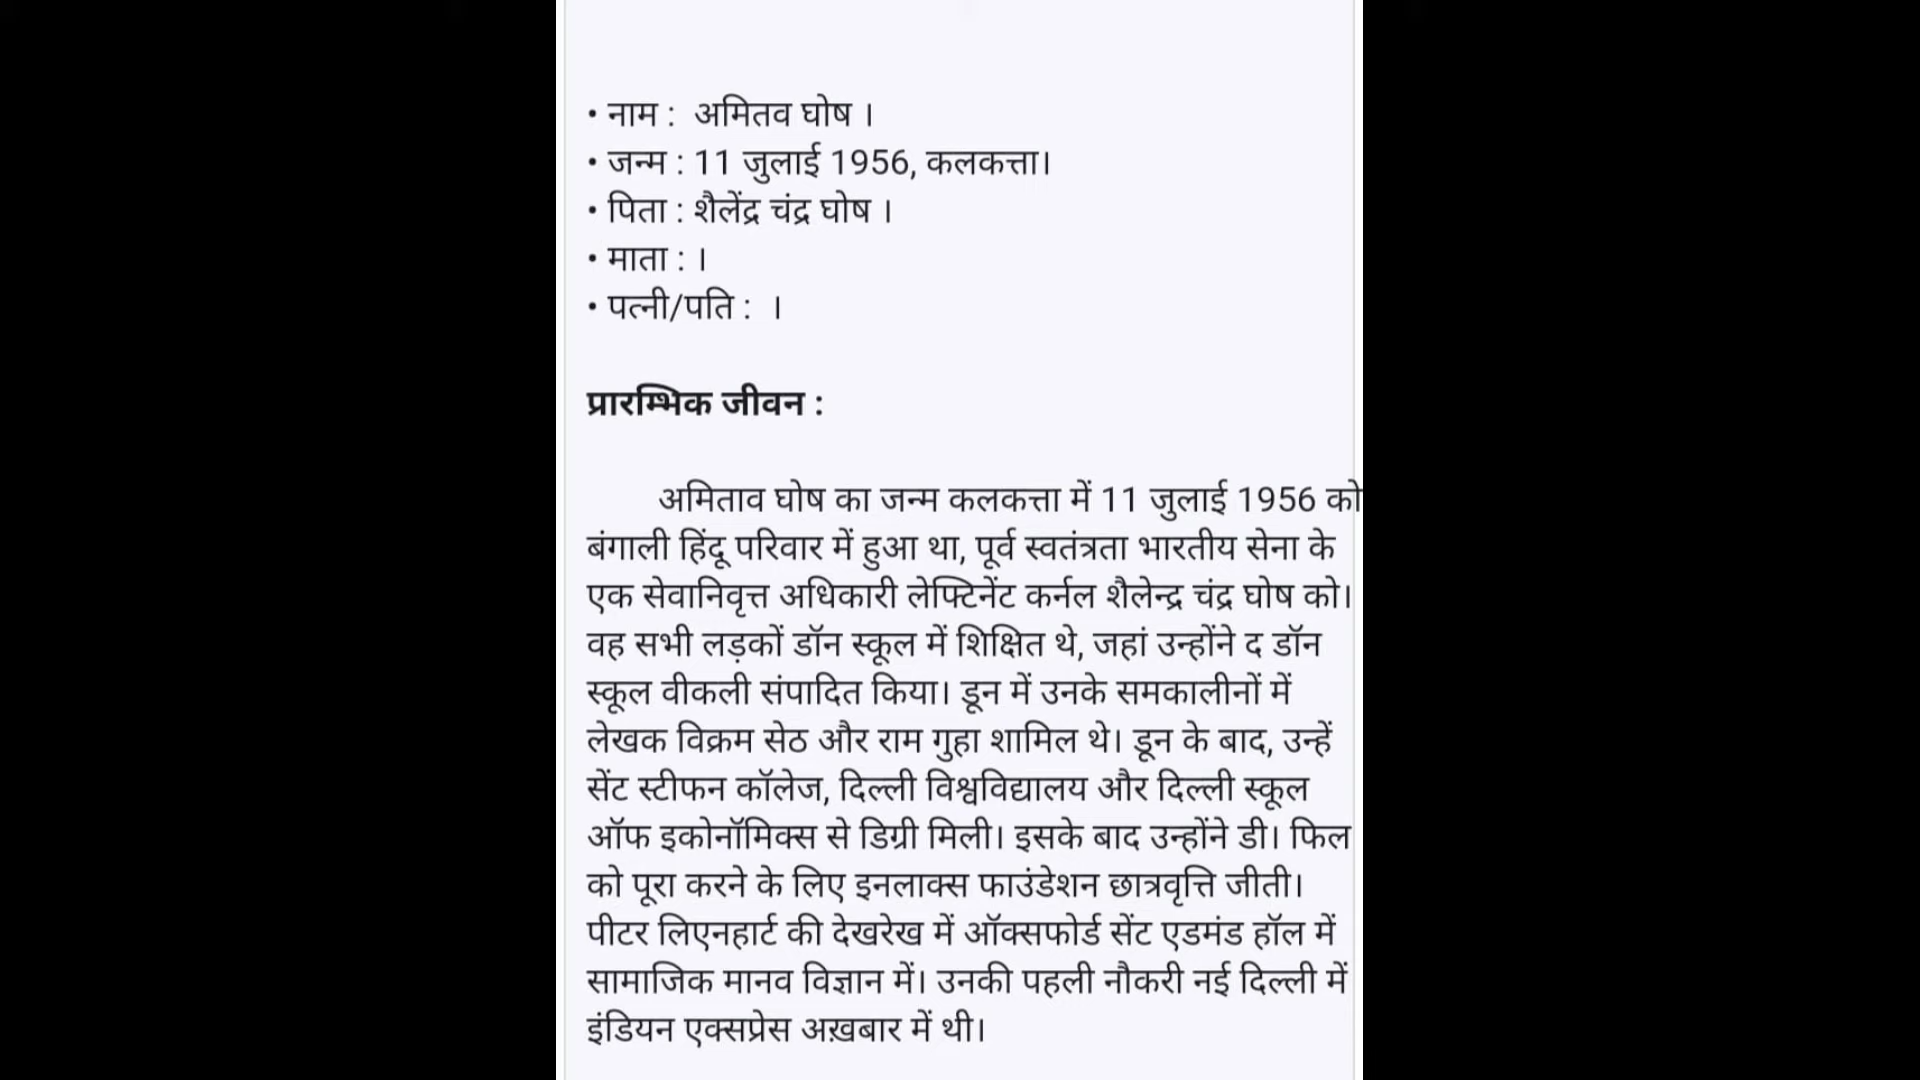 • नाम :  अमितव घोष ।
• जन्म : 11 जुलाई 1956, कलकत्ता।
• पिता : शैलेंद्र चंद्र घोष ।
• माता : ।
• पत्नी/पति :  ।
प्रारम्भिक जीवन :
अमिताव घोष का जन्म कलकत्ता में 11 जुलाई 1956 को
बंगाली हिंदू परिवार में हुआ था, पूर्व स्वतंत्रता भारतीय सेना के
एक सेवानिवृत्त अधिकारी लेफ्टिनेंट कर्नल शैलेन्द्र चंद्र घोष को।
वह सभी लड़कों डॉन स्कूल में शिक्षित थे, जहां उन्होंने द डॉन
स्कूल वीकली संपादित किया। डून में उनके समकालीनों में
लेखक विक्रम सेठ और राम गुहा शामिल थे। डून के बाद, उन्हें
सेंट स्टीफन कॉलेज, दिल्ली विश्वविद्यालय और दिल्ली स्कूल
ऑफ इकोनॉमिक्स से डिग्री मिली। इसके बाद उन्होंने डी। फिल
को पूरा करने के लिए इनलाक्स फाउंडेशन छात्रवृत्ति जीती।
पीटर लिएनहार्ट की देखरेख में ऑक्सफोर्ड सेंट एडमंड हॉल में
सामाजिक मानव विज्ञान में। उनकी पहली नौकरी नई दिल्ली में
इंडियन एक्सप्रेस अख़बार में थी।